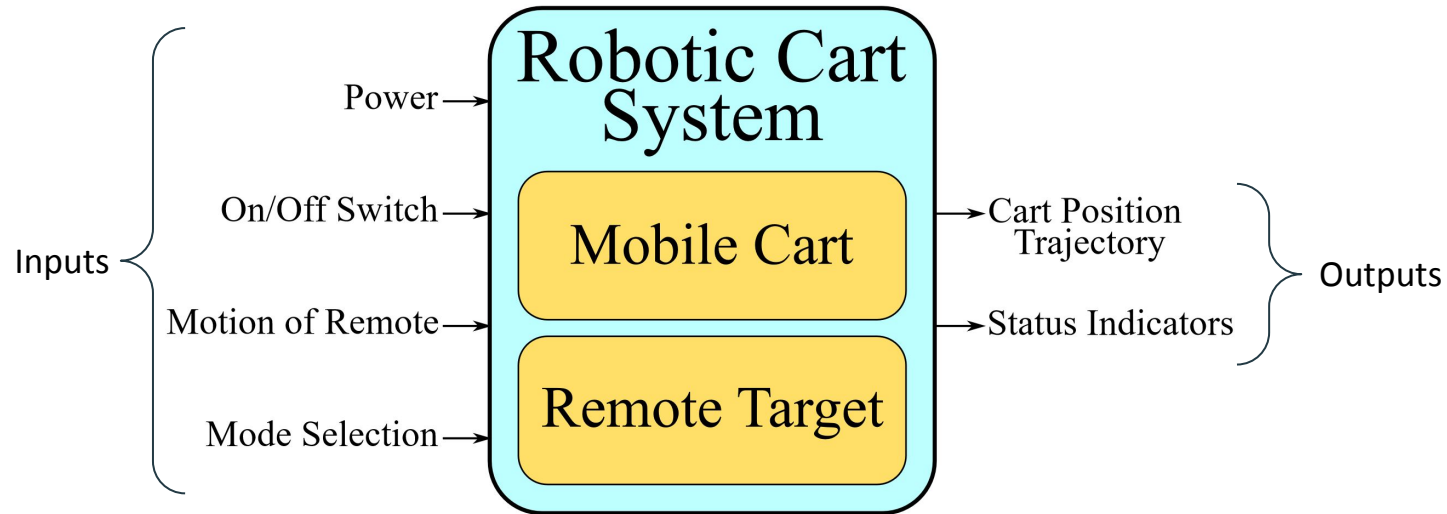 Inputs
Power
On/Off Switch
Motion of Remote
Mode Selection
Robotic Cart
System
Mobile Cart
Remote Target
Cart Position
Trajectory
Status Indicators
Outputs